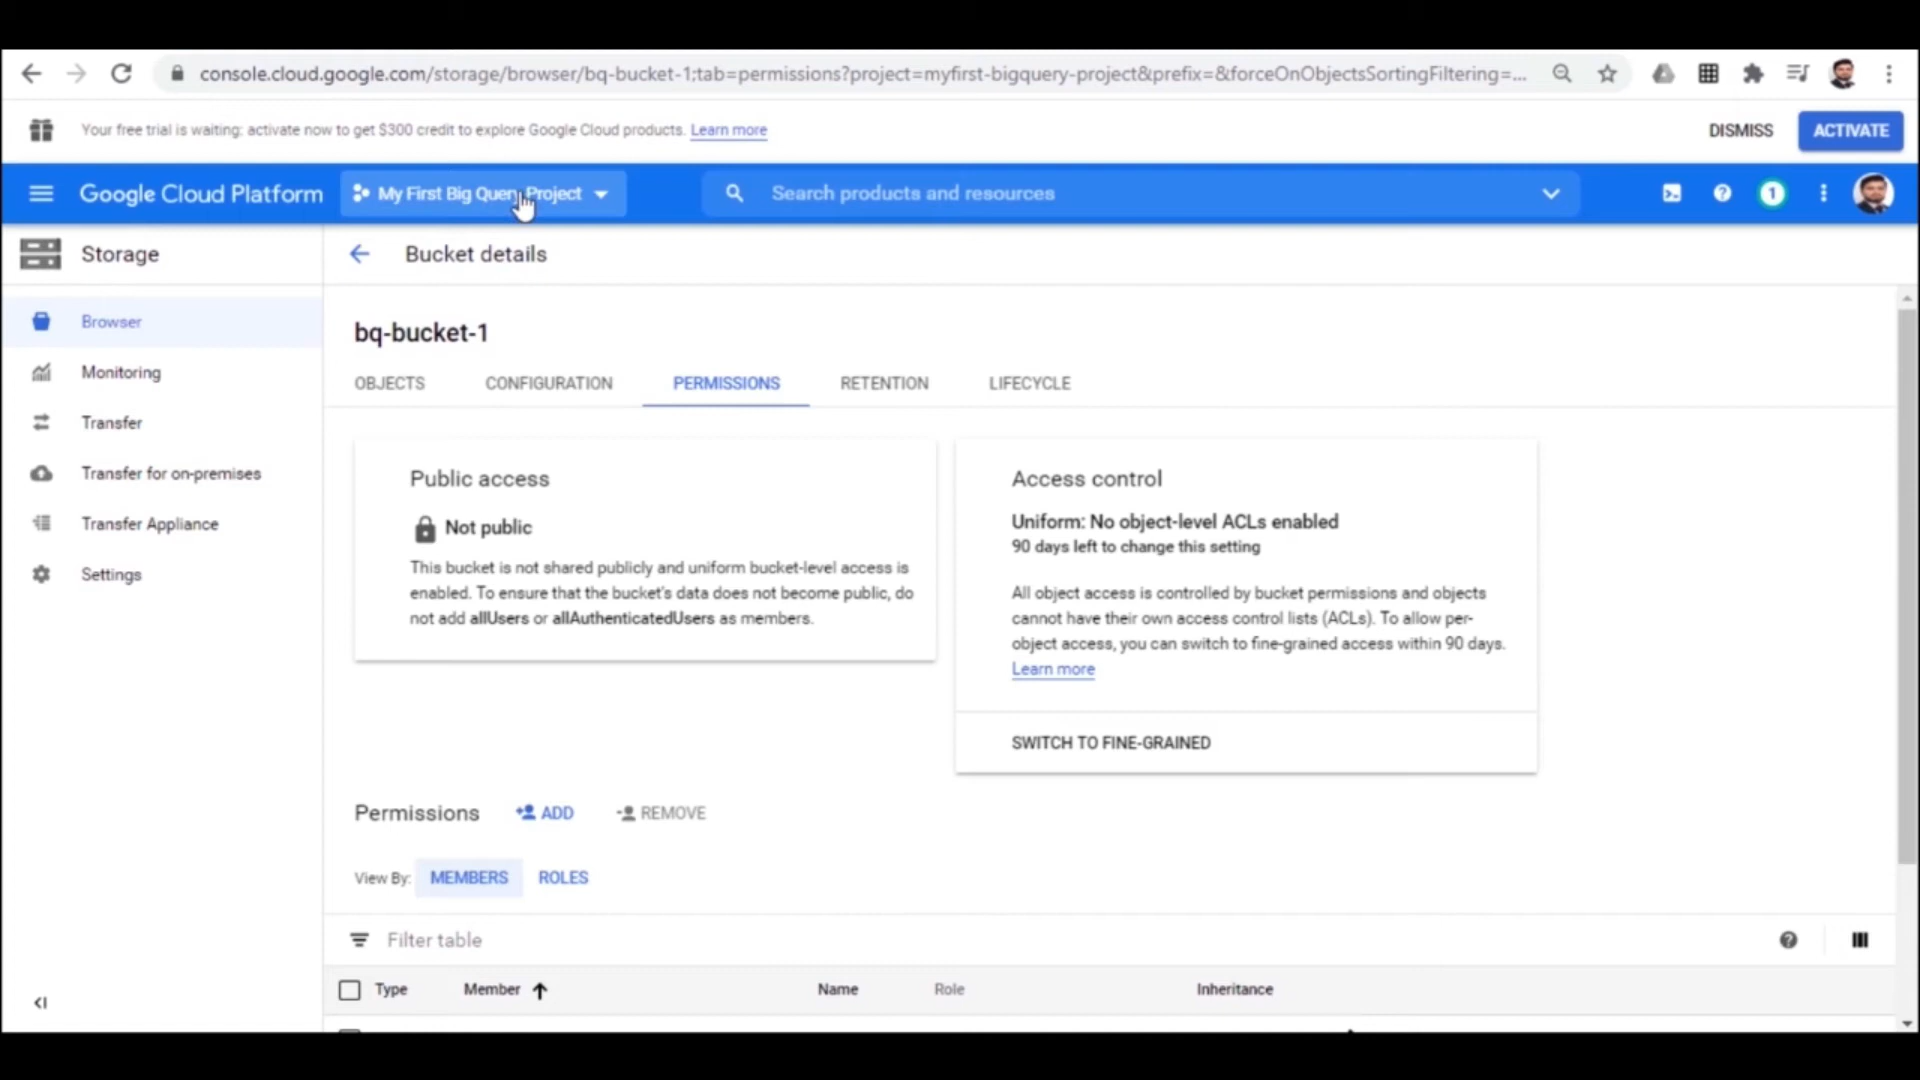 console.cloud.google.com/storage/browser/bq-bucket-1;tab=permissions?project=myfirst-bigquery-project&prefix=&forceOnObjectsSortingFiltering=...
Your free trial is waiting: activate now to get $300 credit to explore Google Cloud products. Learn more
DISMISS
ACTIVATE
Google Cloud Platform
My First Big Query Project
Search products and resources
1
Storage
Bucket details
Browser
Monitoring
Transfer
Transfer for on-premises
Transfer Appliance
Settings
bq-bucket-1
OBJECTS
CONFIGURATION
PERMISSIONS
RETENTION
LIFECYCLE
Public access
Not public
This bucket is not shared publicly and uniform bucket-level access is
enabled. To ensure that the bucket's data does not become public, do
not add allUsers or allAuthenticatedUsers as members.
Access control
Uniform: No object-level ACLs enabled
90 days left to change this setting
All object access is controlled by bucket permissions and objects
cannot have their own access control lists (ACLs). To allow per-
object access, you can switch to fine-grained access within 90 days.
Learn more
SWITCH TO FINE-GRAINED
Permissions
ADD
REMOVE
View By:
MEMBERS
ROLES
Filter table
Type
Member
Name
Role
Inheritance